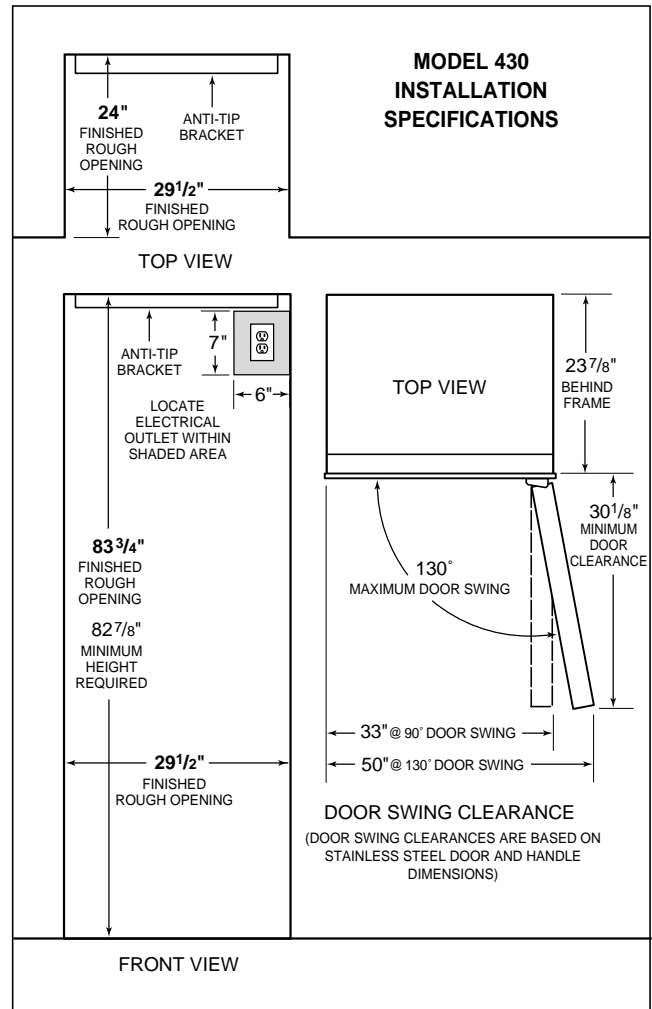 MODEL 430
INSTALLATION
SPECIFICATIONS
24"
FINISHED
ROUGH
OPENING
ANTI-TIP
BRACKET
29 1/2"
FINISHED
ROUGH OPENING
TOP VIEW
ANTI-TIP
BRACKET
7"
6"
LOCATE
ELECTRICAL
OUTLET WITHIN
SHADED AREA
83 3/4"
FINISHED
ROUGH
OPENING
82 7/8"
MINIMUM
HEIGHT
REQUIRED
29 1/2"
FINISHED
ROUGH OPENING
FRONT VIEW
TOP VIEW
23 7/8"
BEHIND
FRAME
30 1/8"
MINIMUM
DOOR
CLEARANCE
130°
MAXIMUM DOOR SWING
33" @ 90° DOOR SWING
50" @ 130° DOOR SWING
DOOR SWING CLEARANCE
(DOOR SWING CLEARANCES ARE BASED ON
STAINLESS STEEL DOOR AND HANDLE
DIMENSIONS)